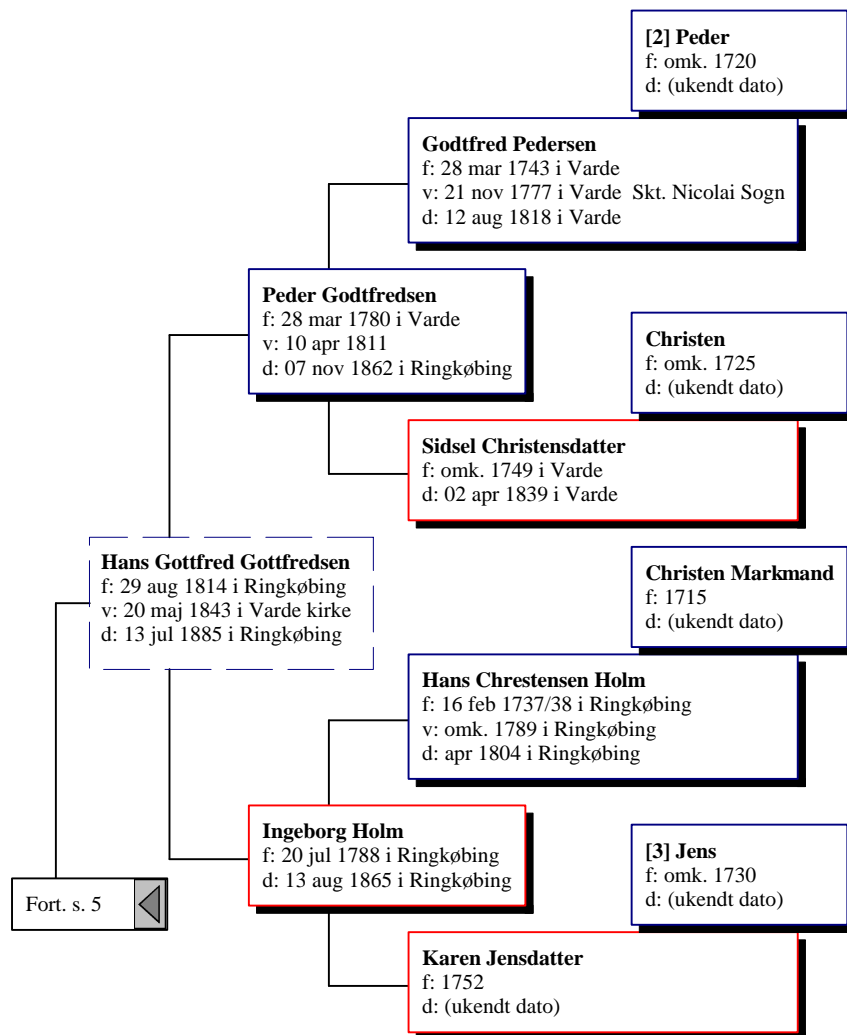 [2] Peder
f: omk. 1720
d: (ukendt dato)
Godtfred Pedersen
f: 28 mar 1743 i Varde
v: 21 nov 1777 i Varde  Skt. Nicolai Sogn
d: 12 aug 1818 i Varde
Peder Godtfredsen
f: 28 mar 1780 i Varde
v: 10 apr 1811
d: 07 nov 1862 i Ringkøbing
Christen
f: omk. 1725
d: (ukendt dato)
Sidsel Christensdatter
f: omk. 1749 i Varde
d: 02 apr 1839 i Varde
Hans Gottfred Gottfredsen
f: 29 aug 1814 i Ringkøbing
v: 20 maj 1843 i Varde kirke
d: 13 jul 1885 i Ringkøbing
Christen Markmand
f: 1715
d: (ukendt dato)
Hans Chrestensen Holm
f: 16 feb 1737/38 i Ringkøbing
v: omk. 1789 i Ringkøbing
d: apr 1804 i Ringkøbing
Ingeborg Holm
f: 20 jul 1788 i Ringkøbing
d: 13 aug 1865 i Ringkøbing
[3] Jens
f: omk. 1730
d: (ukendt dato)
Fort. s. 5
Karen Jensdatter
f: 1752
d: (ukendt dato)